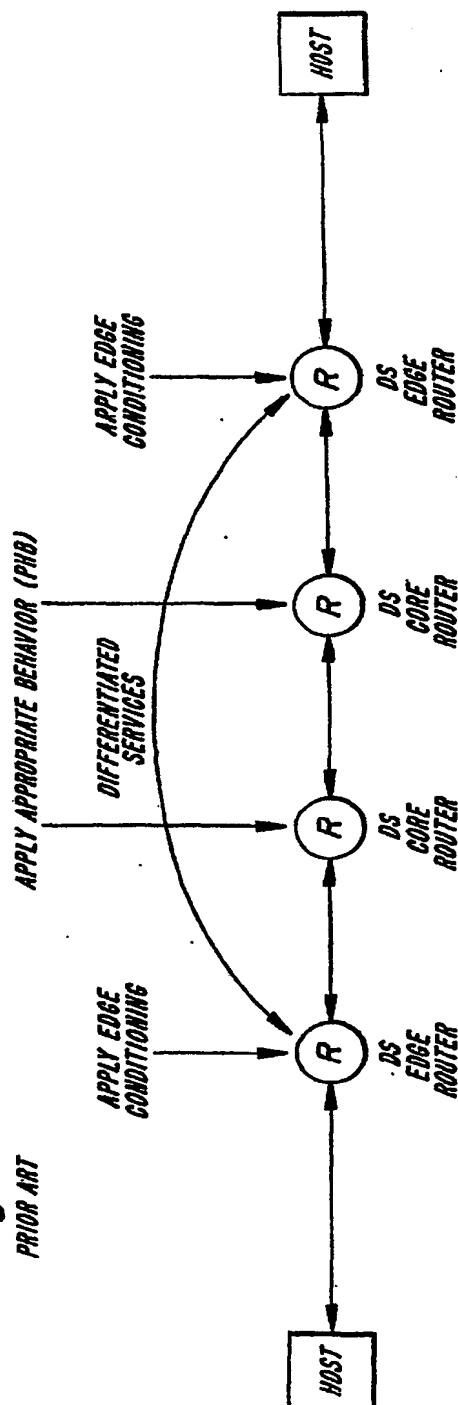 PRIOR ART
APPLY APPROPRIATE BEHAVIOR (PHB)
APPLY EDGE
CONDITIONING
DIFFERENTIATED
SERVICES
APPLY EDGE
CONDITIONING
HOST
R
R
R
R
HOST
DS
EDGE
ROUTER
DS
CORE
ROUTER
DS
CORE
ROUTER
DS
EDGE
ROUTER